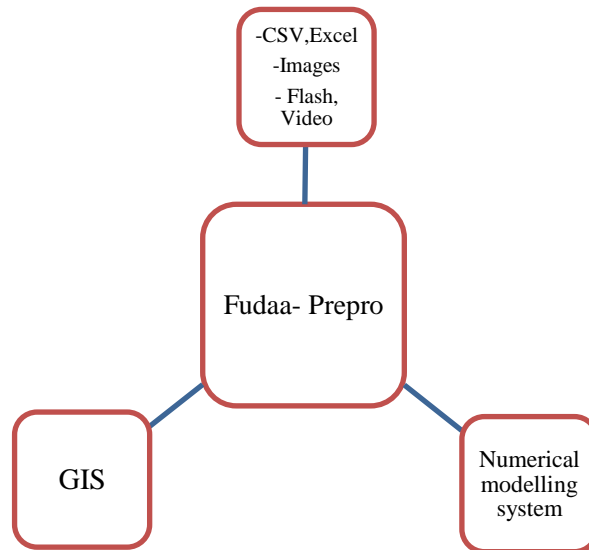 -CSV,Excel
-Images
- Flash,
Video
Fudaa- Prepro
GIS
Numerical
modelling
system